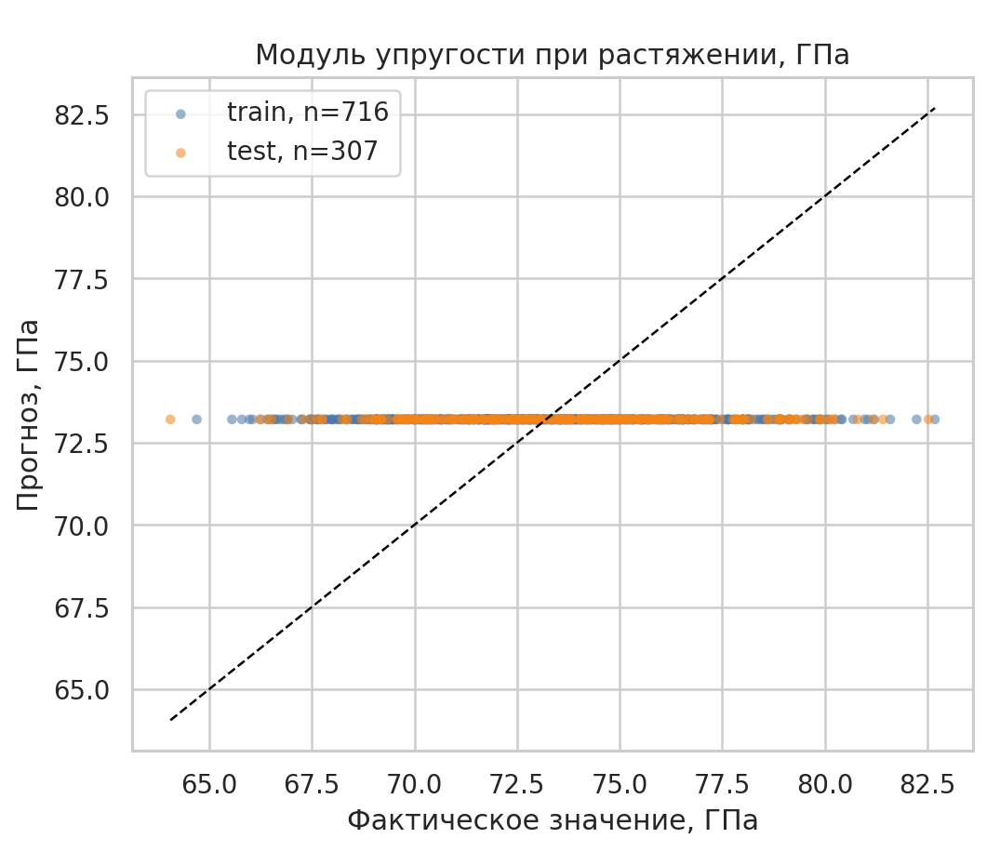 Модуль упругости при растяжении, ГПа
train, n=716
test, n=307
82.5
80.0
77.5
75.0
72.5
70.0
67.5
65.0
Прогноз, ГПа
65.0 67.5 70.0 72.5 75.0 77.5 80.0 82.5
Фактическое значение, ГПа